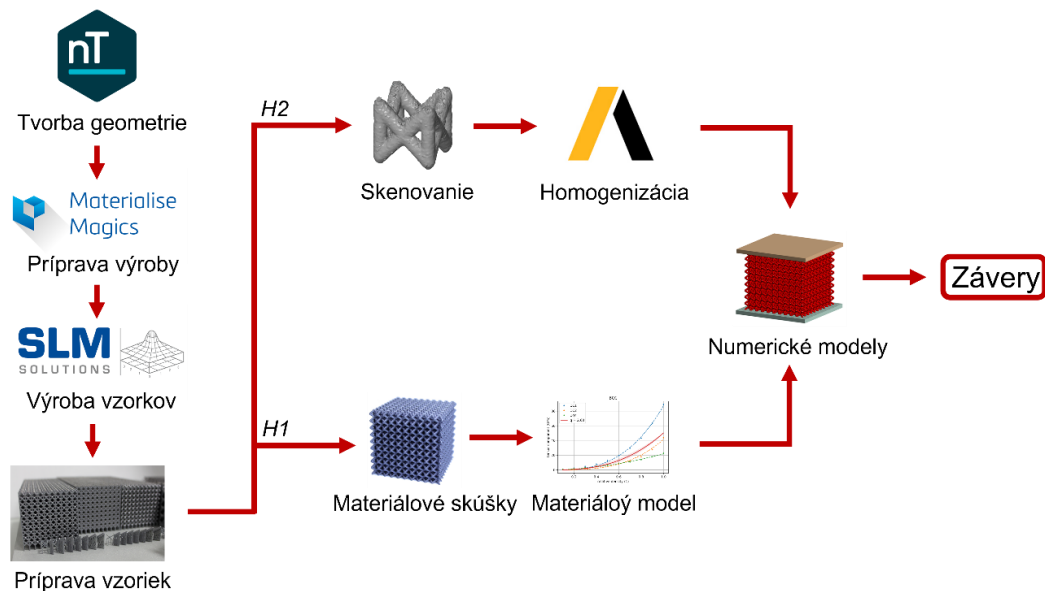 nT
Tvorba geometrie
Materialise
Magics
Príprava výroby
SLM
SOLUTIONS
Výroba vzorkov
Príprava vzoriek
H2
Skenovanie
Homogenizácia
H1
Materiálové skúšky
Materiáloý model
Numerické modely
Závery